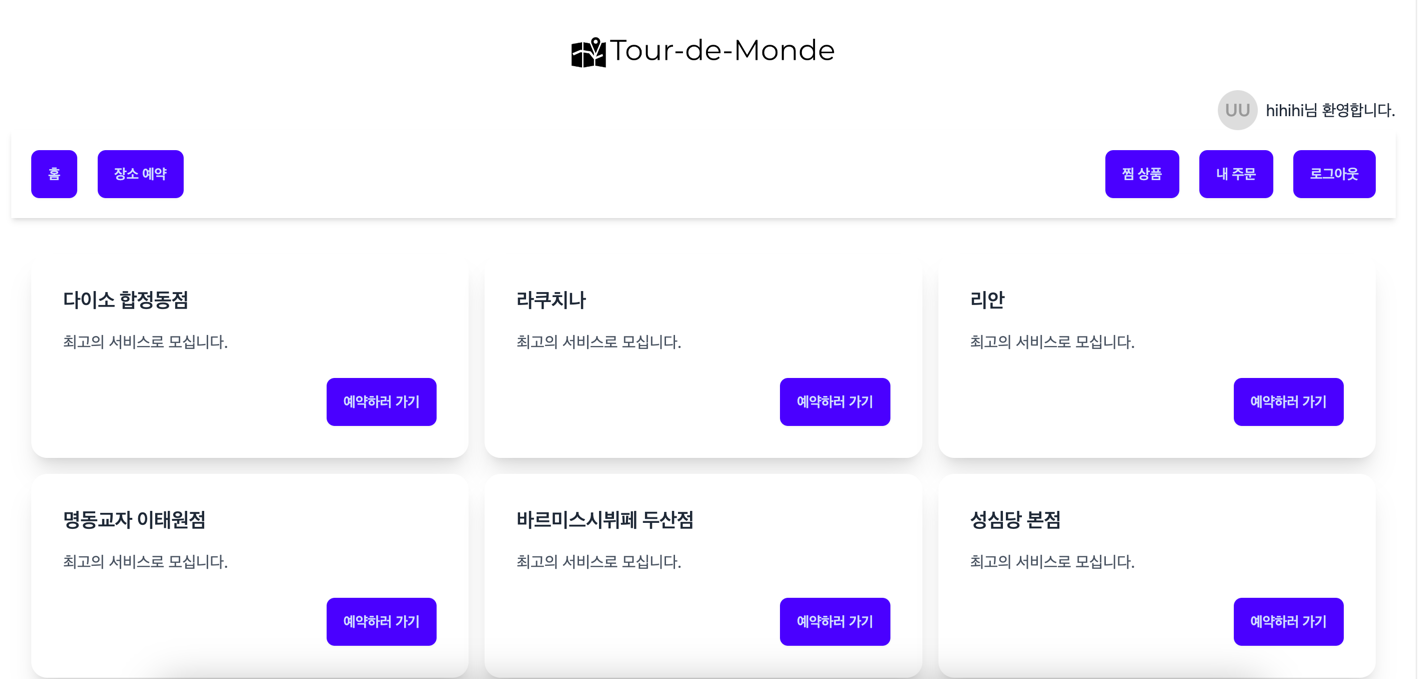 Tour-de-Monde
UU hihihi님 환영합니다.
홈 장소 예약 찜 상품 내 주문 로그아웃
다이소 합정동점
최고의 서비스로 모십니다.
예약하러 가기
라쿠치나
최고의 서비스로 모십니다.
예약하러 가기
리안
최고의 서비스로 모십니다.
예약하러 가기
명동교자 이태원점
최고의 서비스로 모십니다.
예약하러 가기
바르미스시뷔페 두산점
최고의 서비스로 모십니다.
예약하러 가기
성심당 본점
최고의 서비스로 모십니다.
예약하러 가기